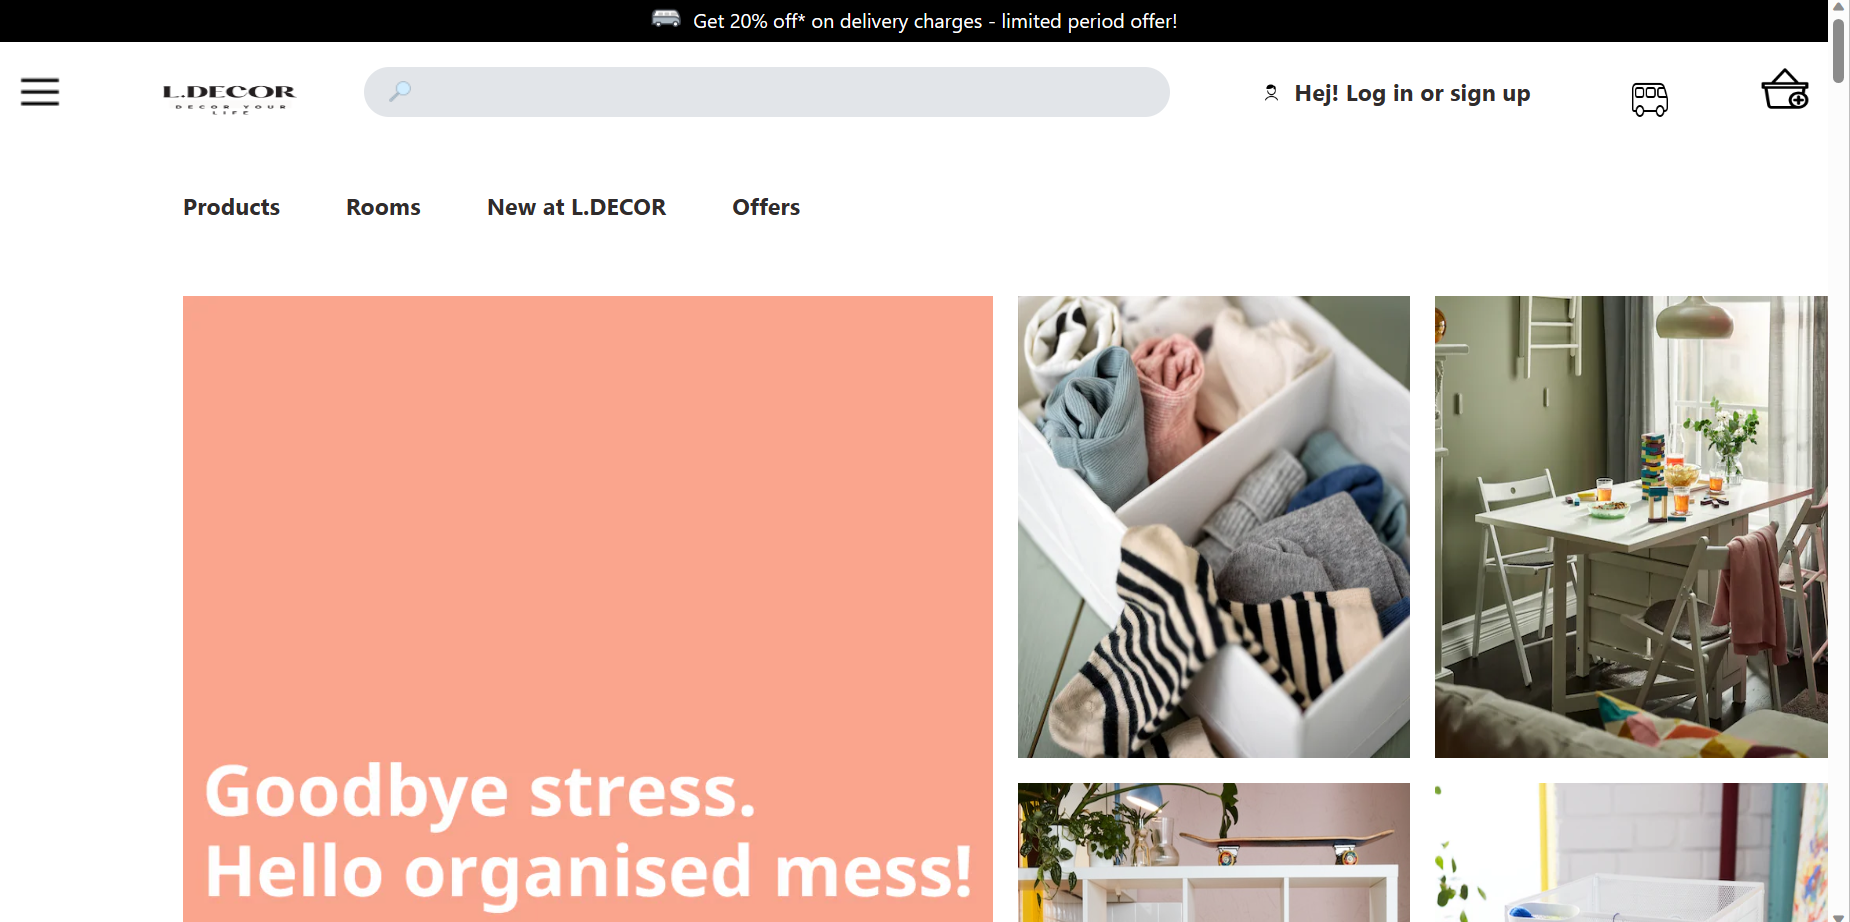 Get 20% off* on delivery charges - limited period offer!
L.DECOR
DECOR YOUR
LIFE
Hej! Log in or sign up
Products
Rooms
New at L.DECOR
Offers
Goodbye stress.
Hello organised mess!